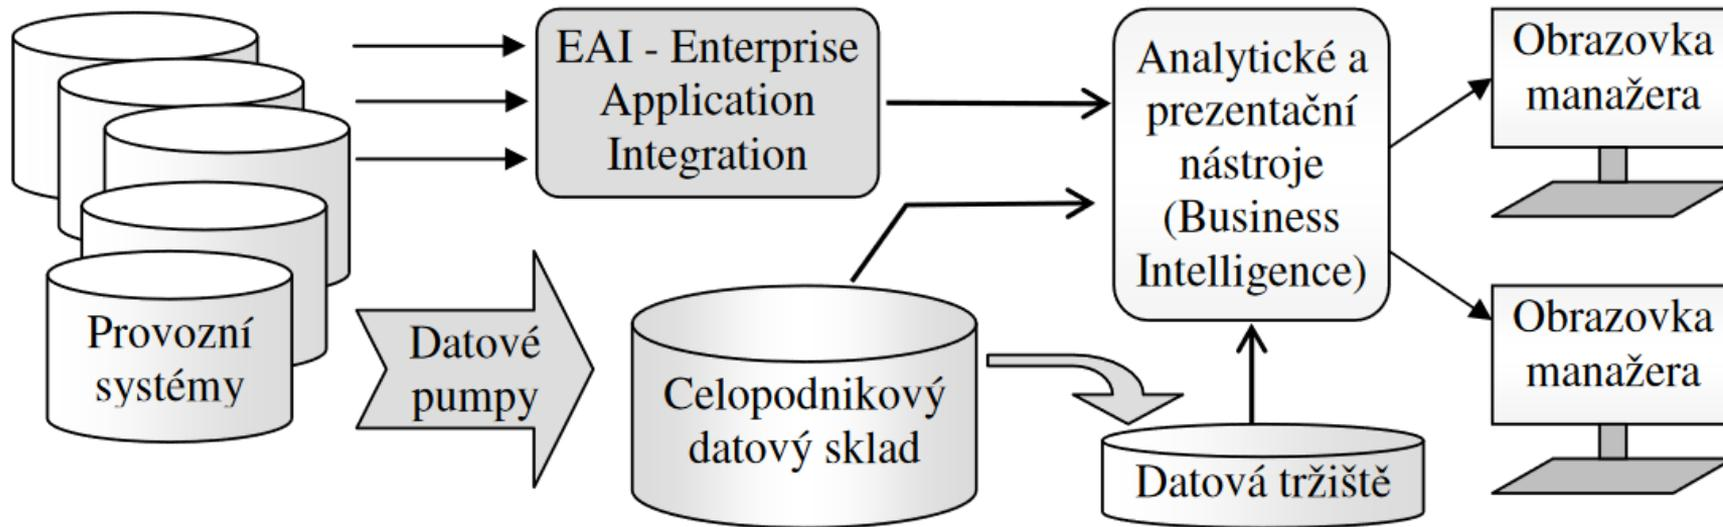 EAI - Enterprise
Application
Integration
Analytické a
prezentační
nástroje
(Business
Intelligence)
Obrazovka
manažera
Provozní
systémy
Datové
pumpy
Celopodnikový
datový sklad
Datová tržiště
Obrazovka
manažera